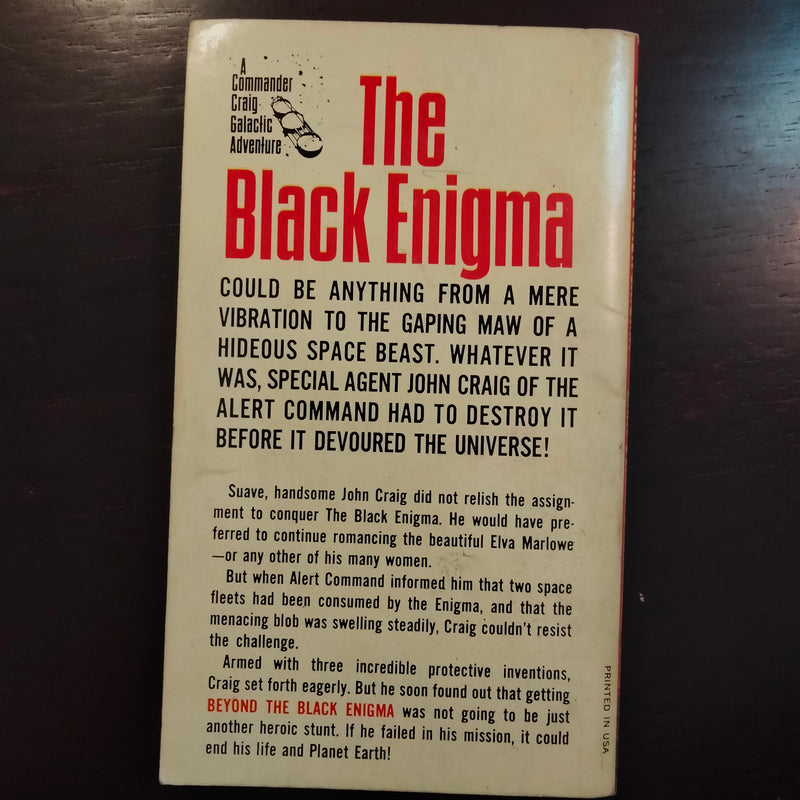 A
Commander
Craig
Galactic
Adventure
The
Black Enigma
COULD BE ANYTHING FROM A MERE
VIBRATION TO THE GAPING MAW OF A
HIDEOUS SPACE BEAST. WHATEVER IT
WAS, SPECIAL AGENT JOHN CRAIG OF THE
ALERT COMMAND HAD TO DESTROY IT
BEFORE IT DEVOURED THE UNIVERSE!
Suave, handsome John Craig did not relish the assign-
ment to conquer The Black Enigma. He would have pre-
ferred to continue romancing the beautiful Elva Marlowe
—or any other of his many women.
But when Alert Command informed him that two space
fleets had been consumed by the Enigma, and that the
menacing blob was swelling steadily, Craig couldn't resist
the challenge.
Armed with three incredible protective inventions,
Craig set forth eagerly. But he soon found out that getting
BEYOND THE BLACK ENIGMA was not going to be just
another heroic stunt. If he failed in his mission, it could
end his life and Planet Earth!
PRINTED IN USA